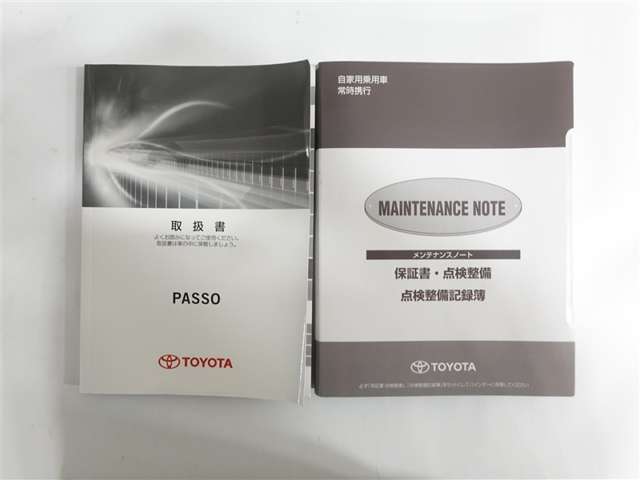 取扱書
よくお読みになってご使用ください。
取扱書は車の中に保管しましょう。
PASSO
TOYOTA
自家用乗用車
常時携行
MAINTENANCE NOTE
メンテナンスノート
保証書・点検整備
点検整備記録簿
TOYOTA